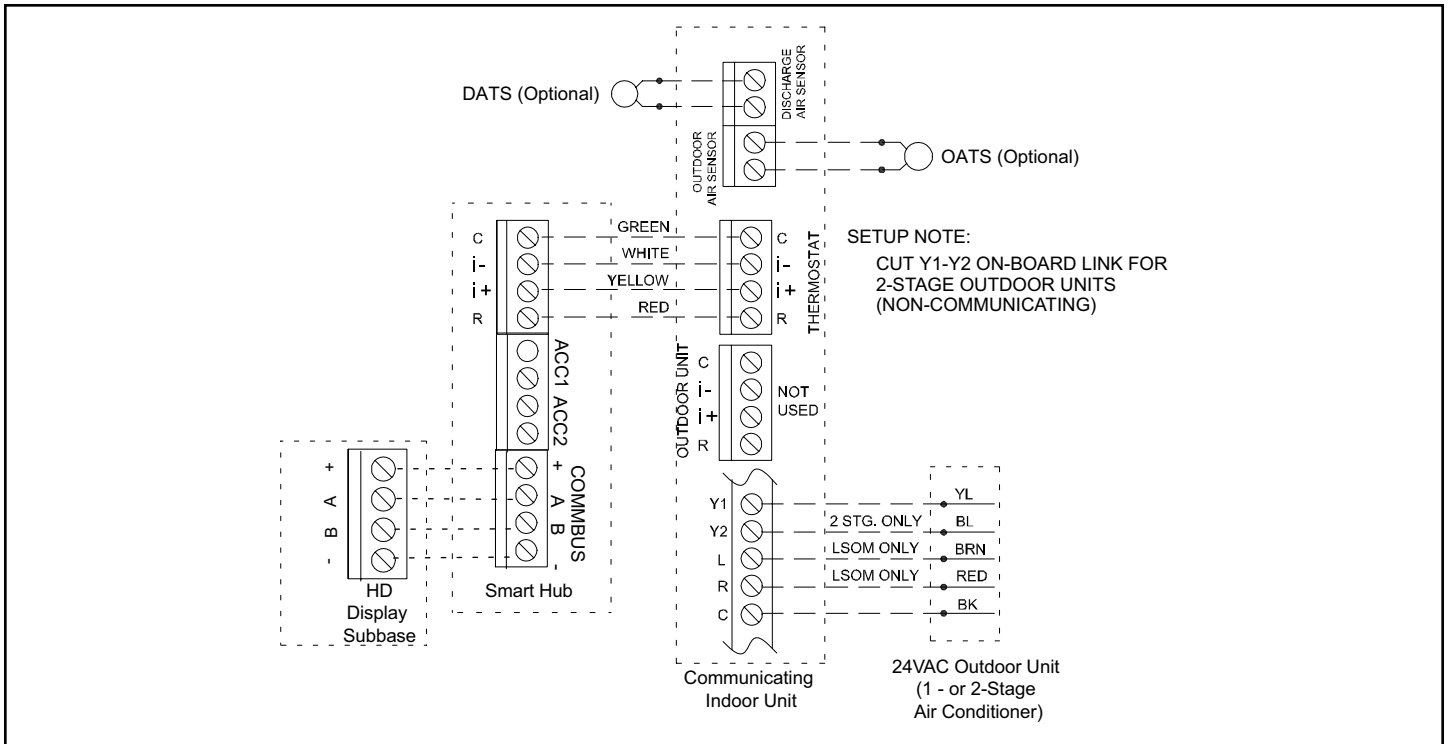 DISCHARGE
AIR SENSOR
DATS (Optional)
OUTDOOR
AIR SENSOR
OATS (Optional)
C
i-
i+
R
GREEN
WHITE
YELLOW
RED
C
i-
i+
R
THERMOSTAT
SETUP NOTE:
CUT Y1-Y2 ON-BOARD LINK FOR
2-STAGE OUTDOOR UNITS
(NON-COMMUNICATING)
ACC1
ACC2
OUTDOOR UNIT
C
i-
i+
R
NOT
USED
+
A
B
-
HD
Display
Subbase
+
A
B
-
COMMBUS
Smart Hub
Y1
Y2
L
R
C
2 STG. ONLY
LSOM ONLY
LSOM ONLY
YL
BL
BRN
RED
BK
Communicating
Indoor Unit
24VAC Outdoor Unit
(1 - or 2-Stage
Air Conditioner)